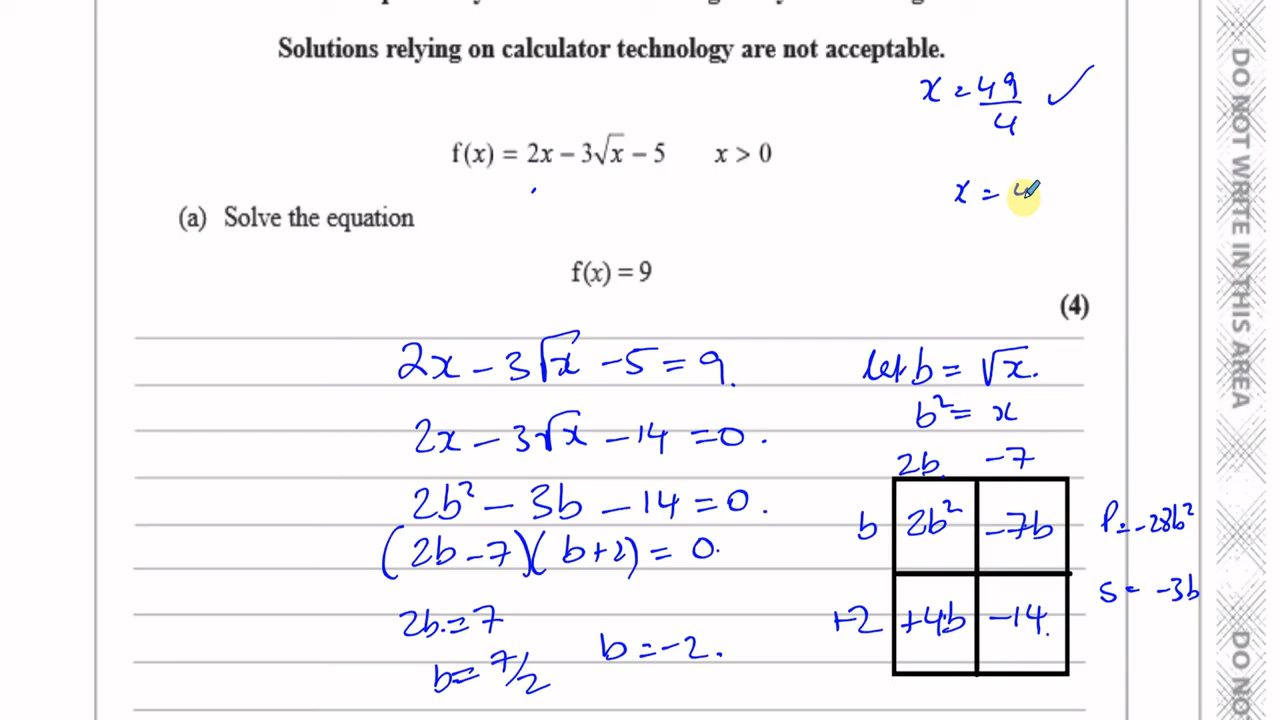 Solutions relying on calculator technology are not acceptable.
x = 49/4 ✓
f(x) = 2x − 3√x − 5 x > 0
x = 4
(a) Solve the equation
f(x) = 9
(4)
2x − 3√x − 5 = 9.
let b = √x.
b² = x
2x − 3√x − 14 = 0.
2b −7
2b² − 3b − 14 = 0.
b 2b² −7b P = −28b²
(2b − 7)(b + 2) = 0.
S = −3b
+2 +4b −14.
2b = 7
b = −2.
b = 7/2
DO NOT WRITE IN THIS AREA
DO NO